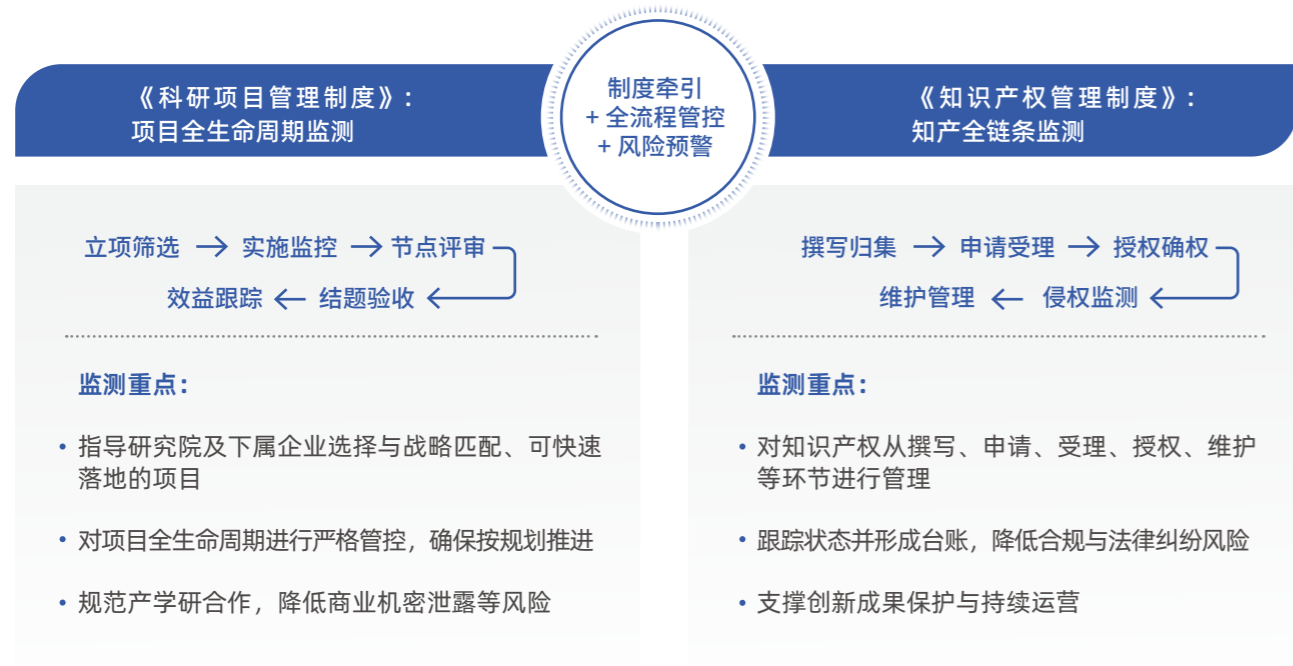 制度牵引
+ 全流程管控
+ 风险预警
《科研项目管理制度》：
项目全生命周期监测
立项筛选 → 实施监控 → 节点评审
效益跟踪 ← 结题验收 ←
监测重点：
• 指导研究院及下属企业选择与战略匹配、可快速
落地的项目
• 对项目全生命周期进行严格管控，确保按规划推进
• 规范产学研合作，降低商业机密泄露等风险
《知识产权管理制度》：
知产全链条监测
撰写归集 → 申请受理 → 授权确权
维护管理 ← 侵权监测 ←
监测重点：
• 对知识产权从撰写、申请、受理、授权、维护
等环节进行管理
• 跟踪状态并形成台账，降低合规与法律纠纷风险
• 支撑创新成果保护与持续运营